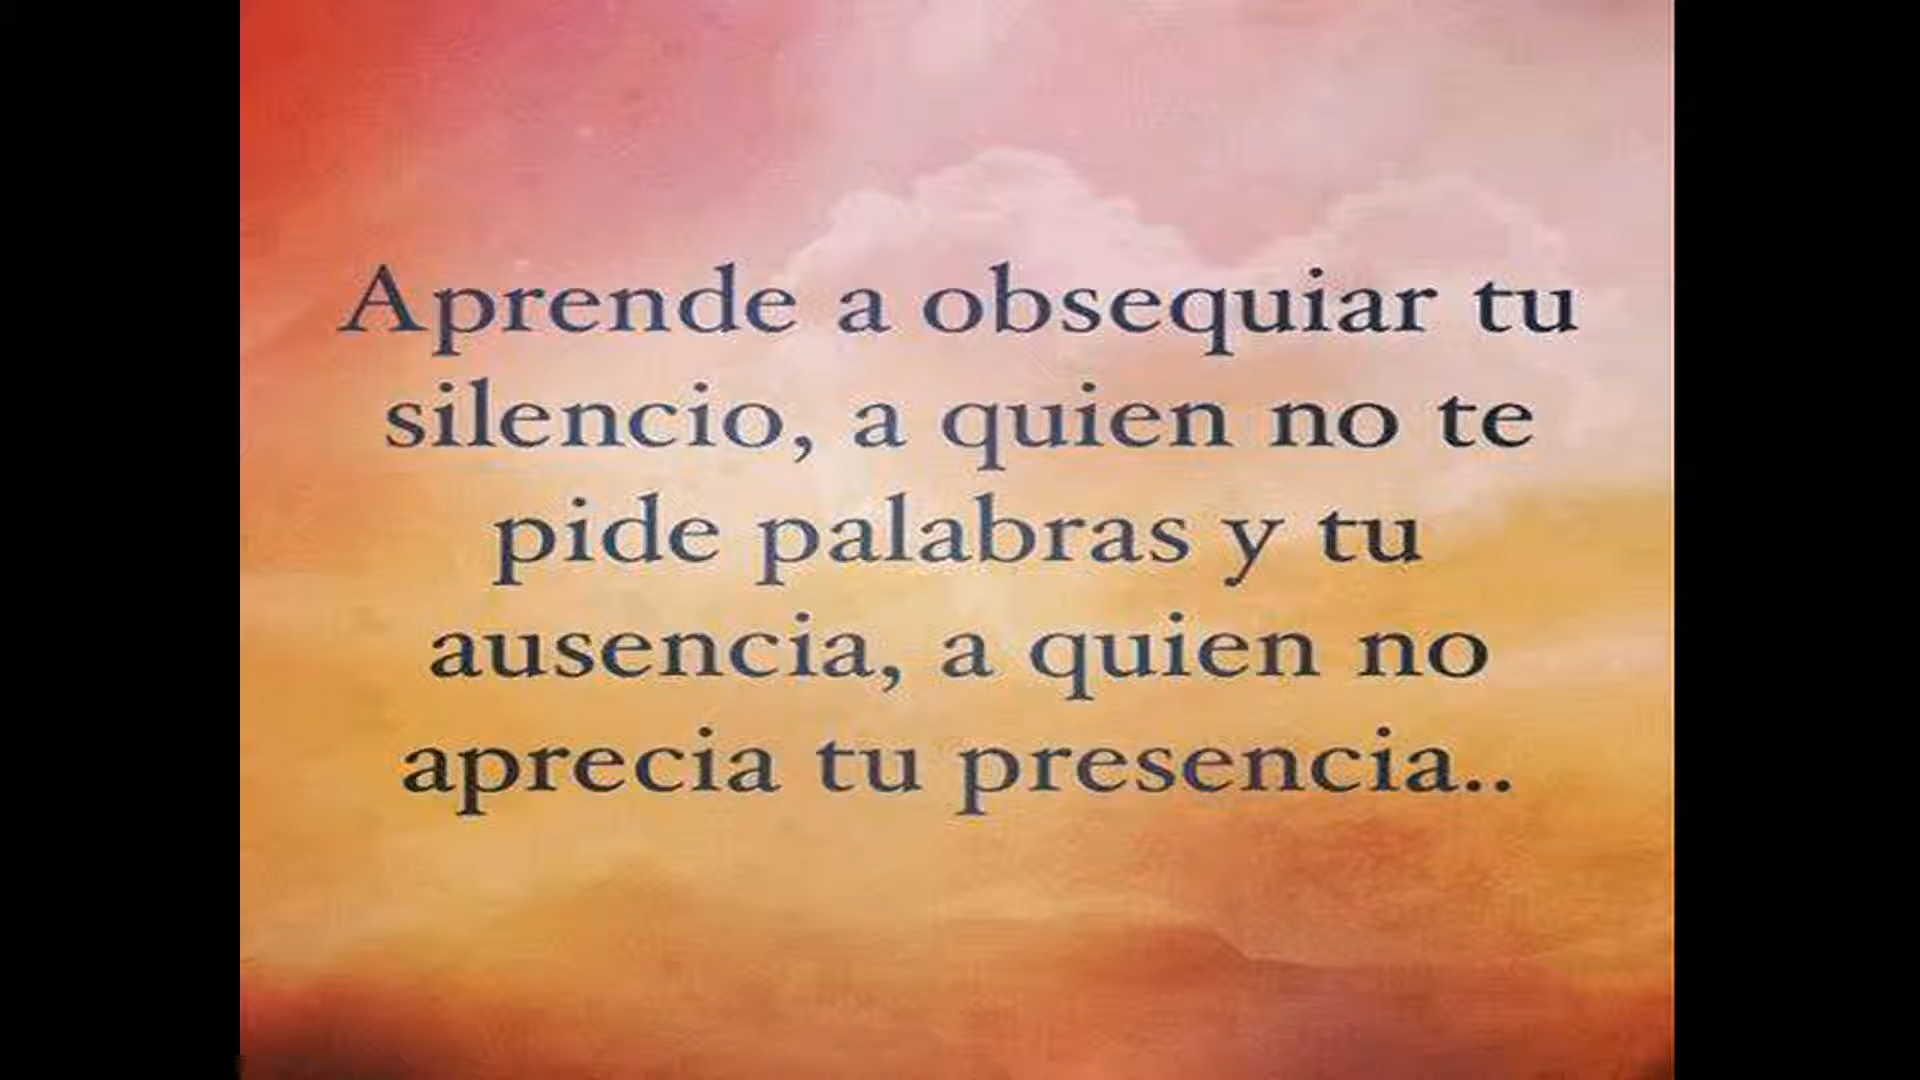 Aprende a obsequiar tu
silencio, a quien no te
pide palabras y tu
ausencia, a quien no
aprecia tu presencia..